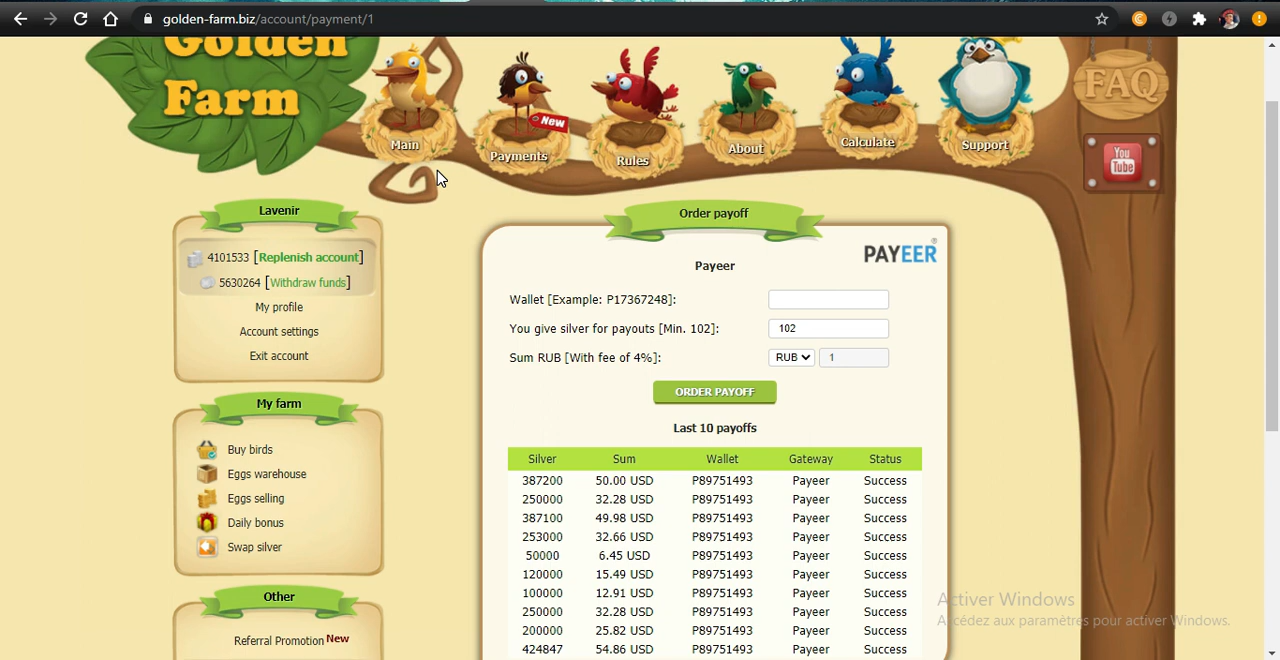 golden-farm.biz/account/payment/1
Golden
Farm
Main
Payments
New
Rules
About
Calculate
Support
FAQ
You
Tube
Lavenir
4101533 [Replenish account]
5630264 [Withdraw funds]
My profile
Account settings
Exit account
My farm
Buy birds
Eggs warehouse
Eggs selling
Daily bonus
Swap silver
Other
Referral Promotion New
Order payoff
PAYEER
Payeer
Wallet [Example: P17367248]:
You give silver for payouts [Min. 102]: 102
Sum RUB [With fee of 4%]: RUB 1
ORDER PAYOFF
Last 10 payoffs
Silver Sum Wallet Gateway Status
387200 50.00 USD P89751493 Payeer Success
250000 32.28 USD P89751493 Payeer Success
387100 49.98 USD P89751493 Payeer Success
253000 32.66 USD P89751493 Payeer Success
50000 6.45 USD P89751493 Payeer Success
120000 15.49 USD P89751493 Payeer Success
100000 12.91 USD P89751493 Payeer Success
250000 32.28 USD P89751493 Payeer Success
200000 25.82 USD P89751493 Payeer Success
424847 54.86 USD P89751493 Payeer Success
Activer Windows
Accédez aux paramètres pour activer Windows.